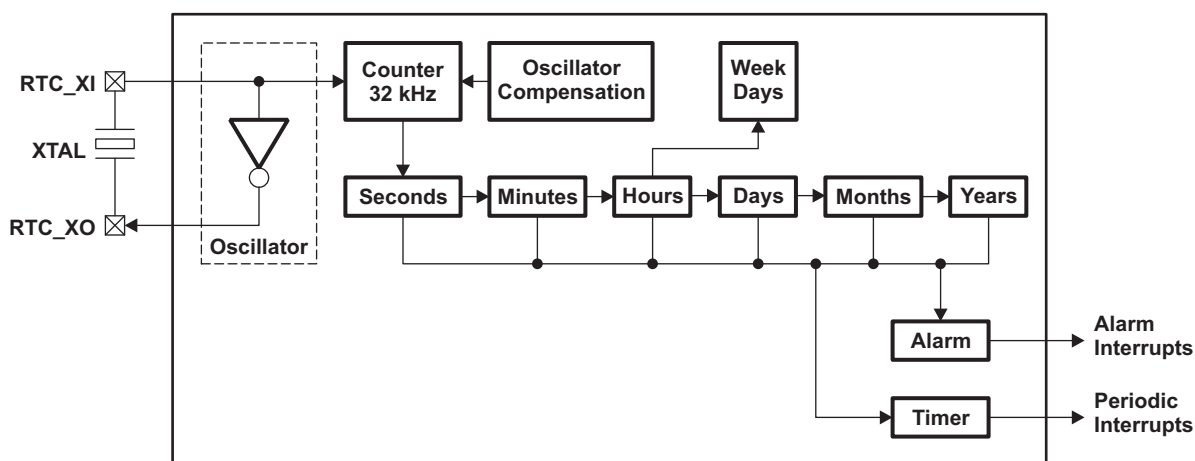 RTC_XI
XTAL
RTC_XO
Oscillator
Counter
32 kHz
Oscillator
Compensation
Week
Days
Seconds
Minutes
Hours
Days
Months
Years
Alarm
Alarm
Interrupts
Timer
Periodic
Interrupts